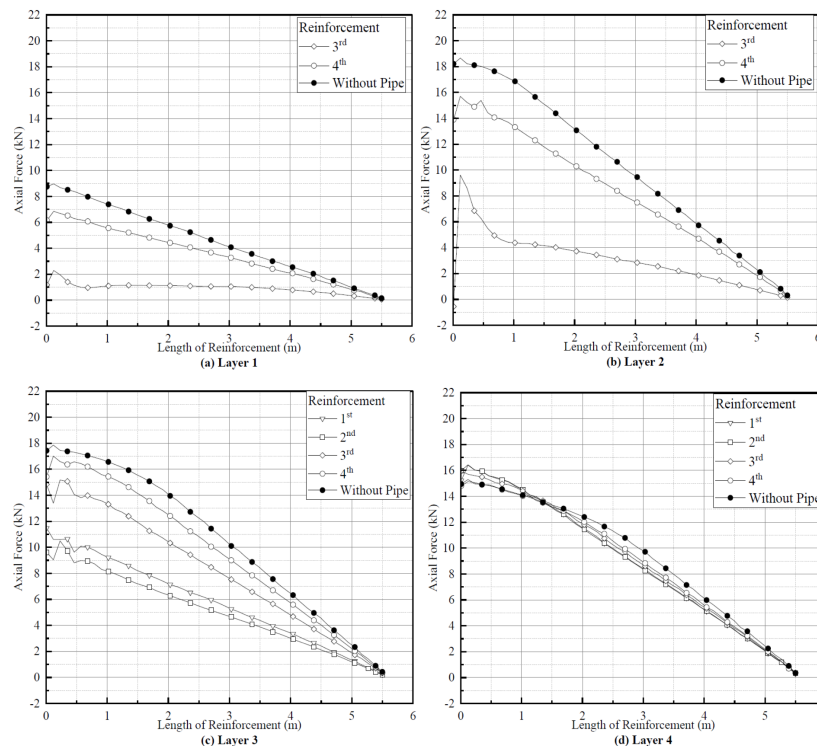 22
20
18
16
14
12
10
8
6
4
2
0
-2
Axial Force (kN)
Reinforcement
3rd
4th
Without Pipe
0 1 2 3 4 5 6
Length of Reinforcement (m)
(a) Layer 1
22
20
18
16
14
12
10
8
6
4
2
0
-2
Axial Force (kN)
Reinforcement
3rd
4th
Without Pipe
0 1 2 3 4 5 6
Length of Reinforcement (m)
(b) Layer 2
22
20
18
16
14
12
10
8
6
4
2
0
-2
Axial Force (kN)
Reinforcement
1st
2nd
3rd
4th
Without Pipe
0 1 2 3 4 5 6
Length of Reinforcement (m)
(c) Layer 3
22
20
18
16
14
12
10
8
6
4
2
0
-2
Axial Force (kN)
Reinforcement
1st
2nd
3rd
4th
Without Pipe
0 1 2 3 4 5 6
Length of Reinforcement (m)
(d) Layer 4